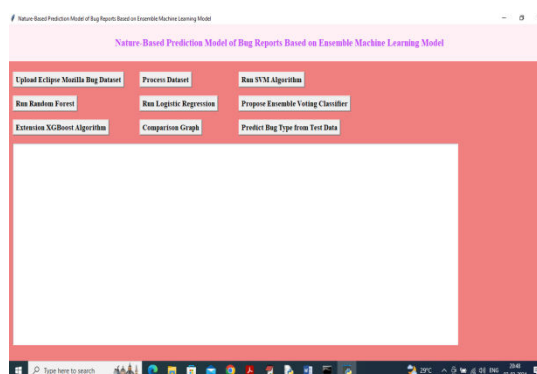 Nature-Based Prediction Model of Bug Reports Based on Ensemble Machine Learning Model
Nature-Based Prediction Model of Bug Reports Based on Ensemble Machine Learning Model
Upload Eclipse Mozilla Bug Dataset Process Dataset Run SVM Algorithm
Run Random Forest Run Logistic Regression Propose Ensemble Voting Classifier
Extension XGBoost Algorithm Comparison Graph Predict Bug Type from Test Data
Type here to search 29°C ENG 20:48